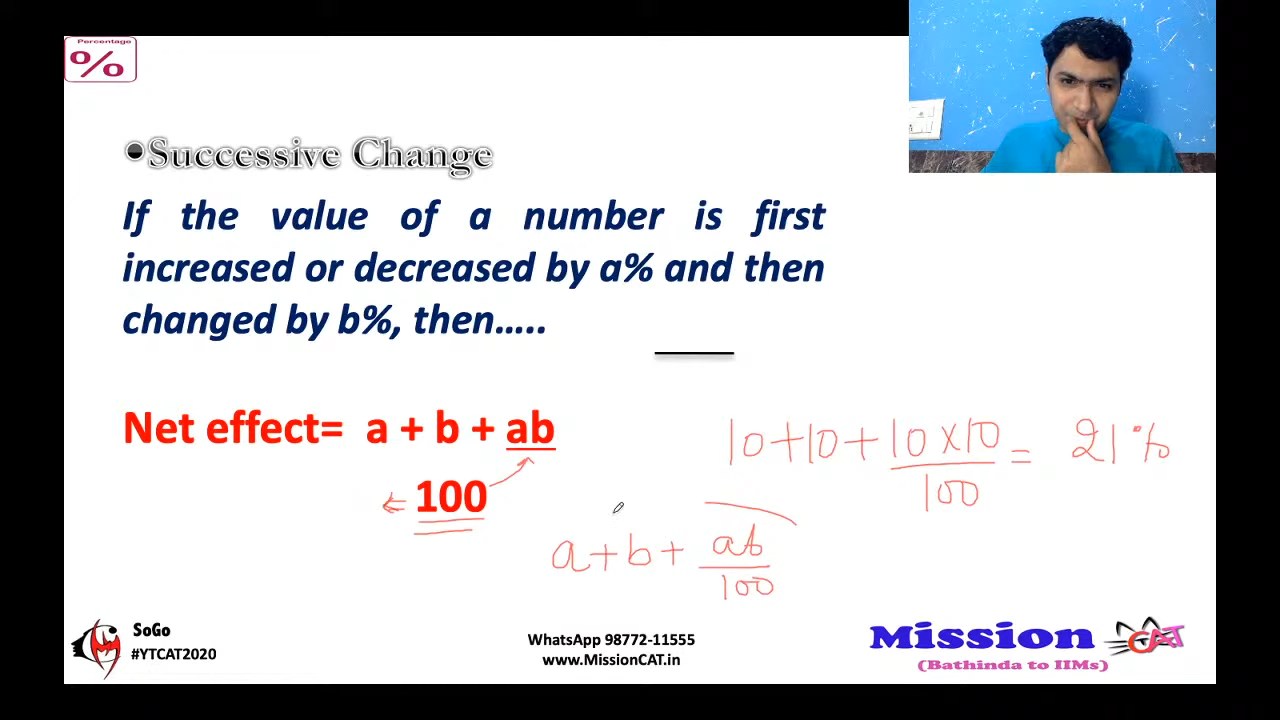 Percentage
%
•Successive Change
If the value of a number is first
increased or decreased by a% and then
changed by b%, then…..
Net effect= a + b + ab
100
10+10+10×10/100 = 21%
a+b+ab/100
SoGo
#YTCAT2020
WhatsApp 98772-11555
www.MissionCAT.in
Mission CAT
(Bathinda to IIMs)